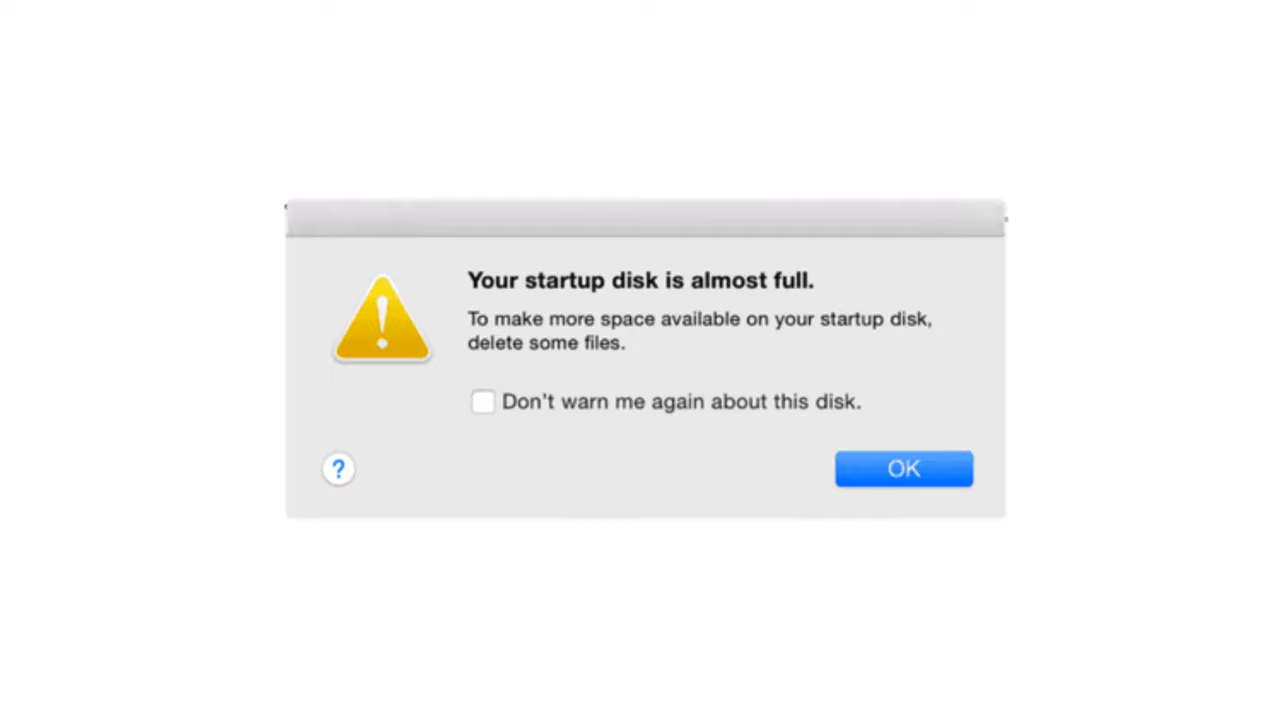 Your startup disk is almost full.
To make more space available on your startup disk,
delete some files.
Don't warn me again about this disk.
?
OK